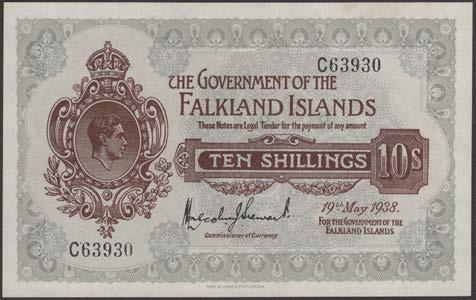 C63930
THE GOVERNMENT OF THE
FALKLAND ISLANDS
These Notes are Legal Tender for the payment of any amount
TEN SHILLINGS 10s
19th May 1938.
FOR THE GOVERNMENT OF THE
FALKLAND ISLANDS
Commissioner of Currency
C63930